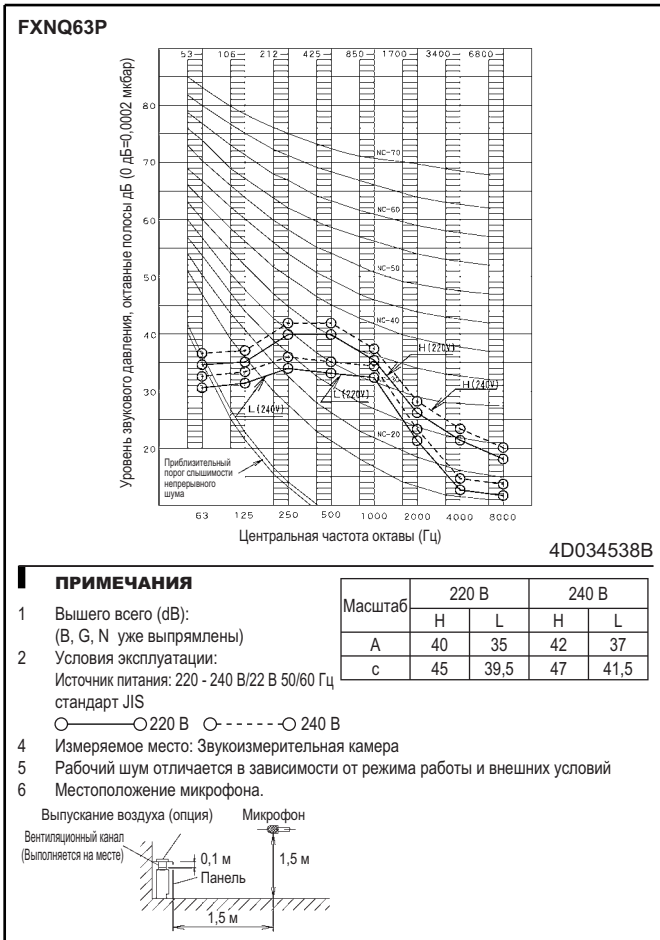 FXNQ63P
53 106 212 425 850 1700 3400 6800
Уровень звукового давления, октавные полосы дБ (0 дБ=0,0002 мкбар)
80
70
60
50
40
30
20
NC-70
NC-60
NC-50
NC-40
NC-20
H(220V)
H(240V)
L(220V)
L(240V)
Приблизительный
порог слышимости
непрерывного
шума
63 125 250 500 1000 2000 4000 8000
Центральная частота октавы (Гц)
4D034538B
ПРИМЕЧАНИЯ
1 Вышего всего (dB):
(B, G, N уже выпрямлены)
Масштаб 220 В 240 В
H L H L
A 40 35 42 37
c 45 39,5 47 41,5
2 Условия эксплуатации:
Источник питания: 220 - 240 В/22 В 50/60 Гц
стандарт JIS
220 В 240 В
4 Измеряемое место: Звукоизмерительная камера
5 Рабочий шум отличается в зависимости от режима работы и внешних условий
6 Местоположение микрофона.
Выпускание воздуха (опция) Микрофон
Вентиляционный канал
(Выполняется на месте)
0,1 м
1,5 м
Панель
1,5 м